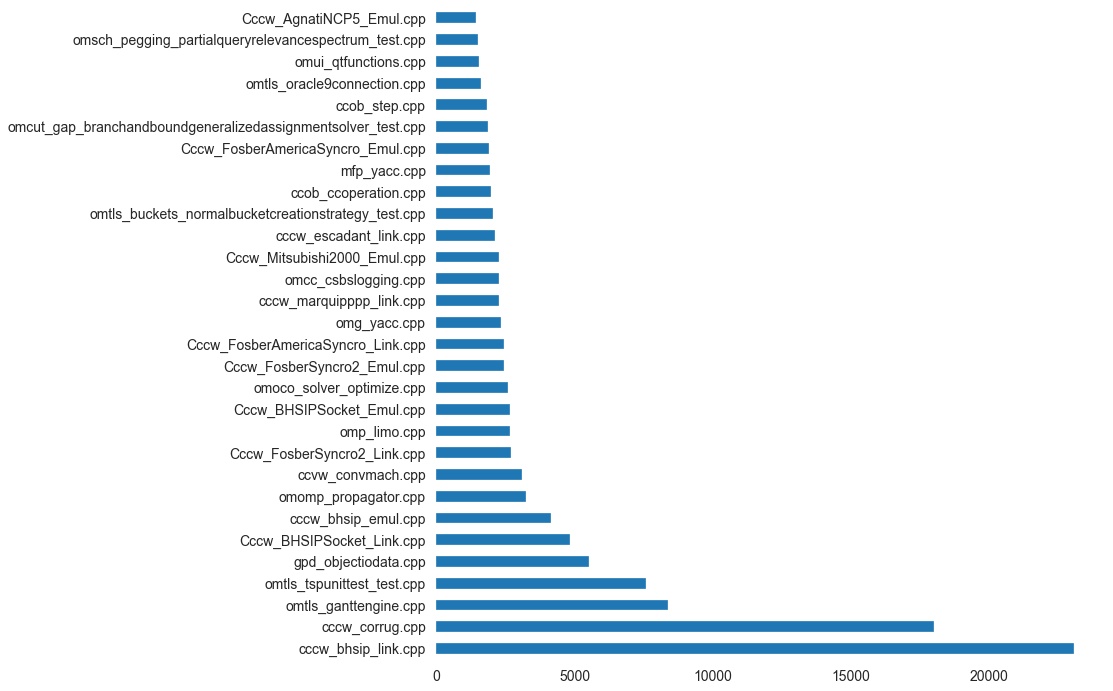 Cccw_AgnatiNCP5_Emul.cpp
omsch_pegging_partialqueryrelevancespectrum_test.cpp
omui_qtfunctions.cpp
omtls_oracle9connection.cpp
ccob_step.cpp
omcut_gap_branchandboundgeneralizedassignmentsolver_test.cpp
Cccw_FosberAmericaSyncro_Emul.cpp
mfp_yacc.cpp
ccob_ccoperation.cpp
omtls_buckets_normalbucketcreationstrategy_test.cpp
cccw_escadant_link.cpp
Cccw_Mitsubishi2000_Emul.cpp
omcc_csbslogging.cpp
cccw_marquipppp_link.cpp
omg_yacc.cpp
Cccw_FosberAmericaSyncro_Link.cpp
Cccw_FosberSyncro2_Emul.cpp
omoco_solver_optimize.cpp
Cccw_BHSIPSocket_Emul.cpp
omp_limo.cpp
Cccw_FosberSyncro2_Link.cpp
ccvw_convmach.cpp
omomp_propagator.cpp
cccw_bhsip_emul.cpp
Cccw_BHSIPSocket_Link.cpp
gpd_objectiodata.cpp
omtls_tspunittest_test.cpp
omtls_ganttengine.cpp
cccw_corrug.cpp
cccw_bhsip_link.cpp
0 5000 10000 15000 20000